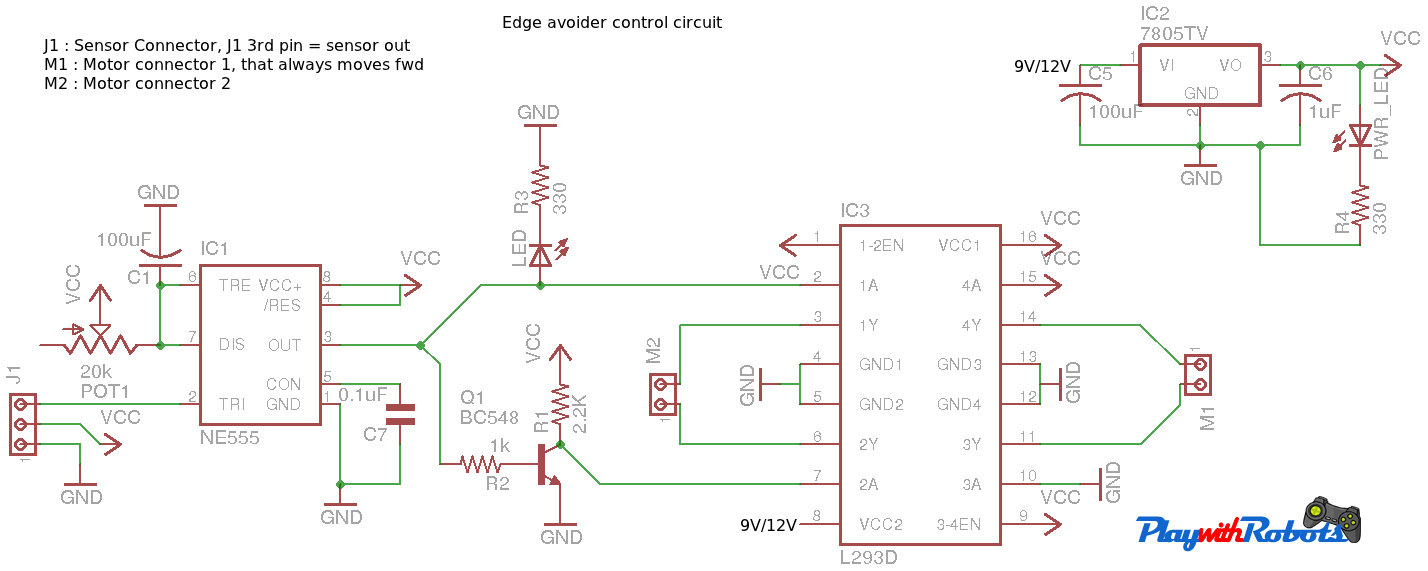 Edge avoider control circuit
J1 : Sensor Connector, J1 3rd pin = sensor out
M1 : Motor connector 1, that always moves fwd
M2 : Motor connector 2
IC2
7805TV
9V/12V
1
VI
VO
3
GND
2
VCC
C5
100uF
C6
1uF
PWR_LED
R4
330
GND
GND
R3
330
LED
GND
100uF
C1
VCC
20k
POT1
J1
1
VCC
GND
IC1
6
TRE
VCC+
8
/RES
4
7
DIS
OUT
3
CON
5
2
TRI
GND
1
NE555
VCC
0.1uF
C7
GND
Q1
BC548
1k
R2
VCC
R1
2.2K
GND
M2
1
GND
VCC
9V/12V
IC3
1
1-2EN
VCC1
16
VCC
2
1A
4A
15
VCC
3
1Y
4Y
14
4
GND1
GND3
13
5
GND2
GND4
12
6
2Y
3Y
11
7
2A
3A
10
8
VCC2
3-4EN
9
L293D
GND
GND
VCC
1
M1
PlaywithRobots